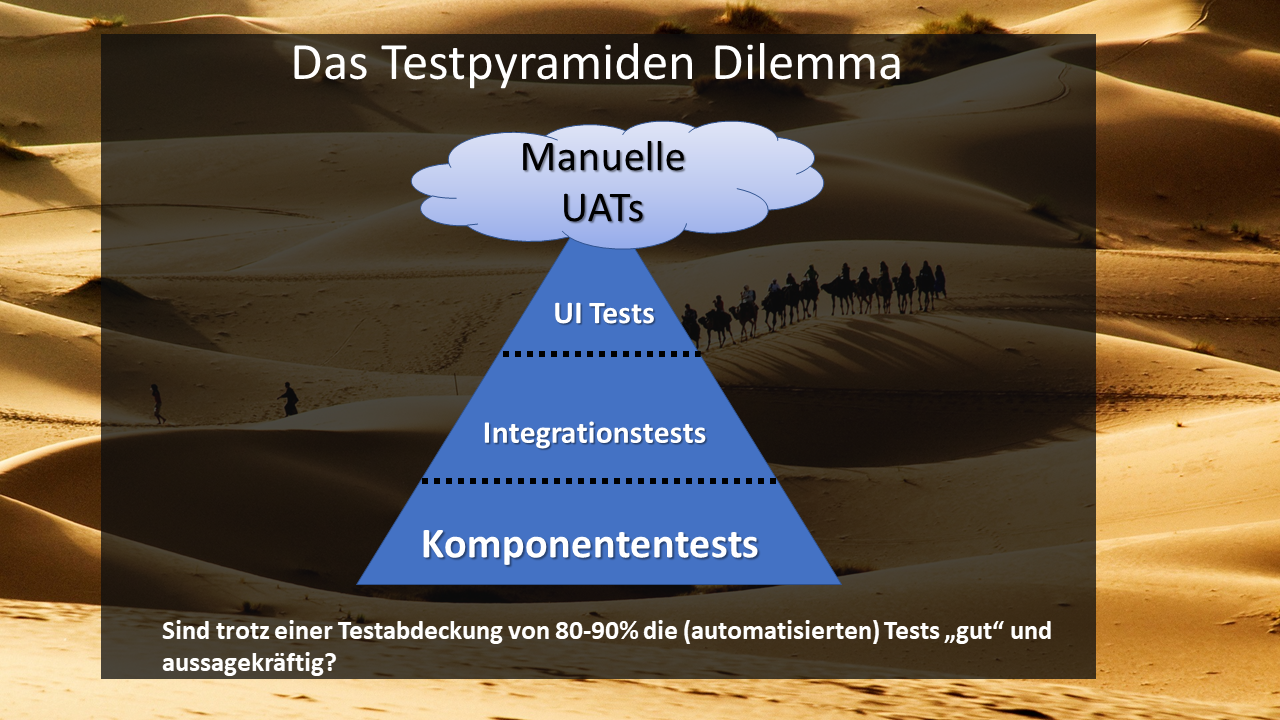 Das Testpyramiden Dilemma
Manuelle
UATs
UI Tests
Integrationstests
Komponententests
Sind trotz einer Testabdeckung von 80-90% die (automatisierten) Tests „gut“ und
aussagekräftig?